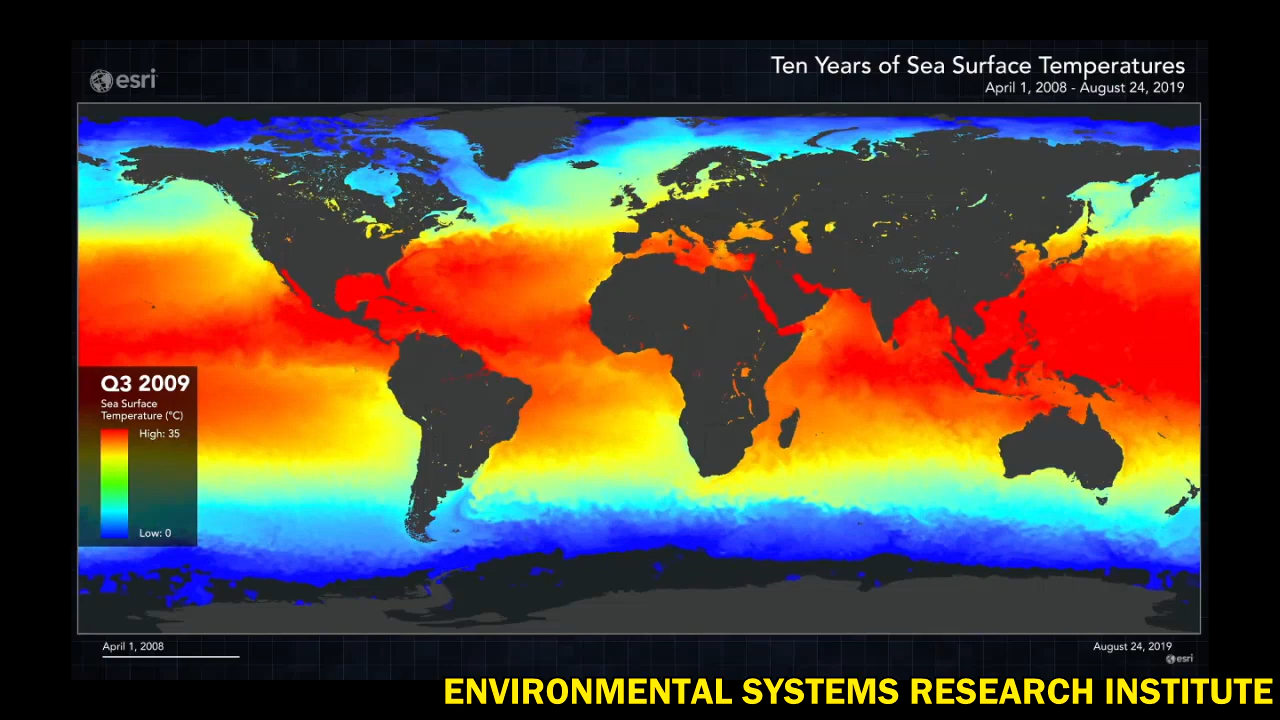 esri
Ten Years of Sea Surface Temperatures
April 1, 2008 - August 24, 2019
Q3 2009
Sea Surface
Temperature (°C)
High: 35
Low: 0
April 1, 2008
August 24, 2019
esri
ENVIRONMENTAL SYSTEMS RESEARCH INSTITUTE